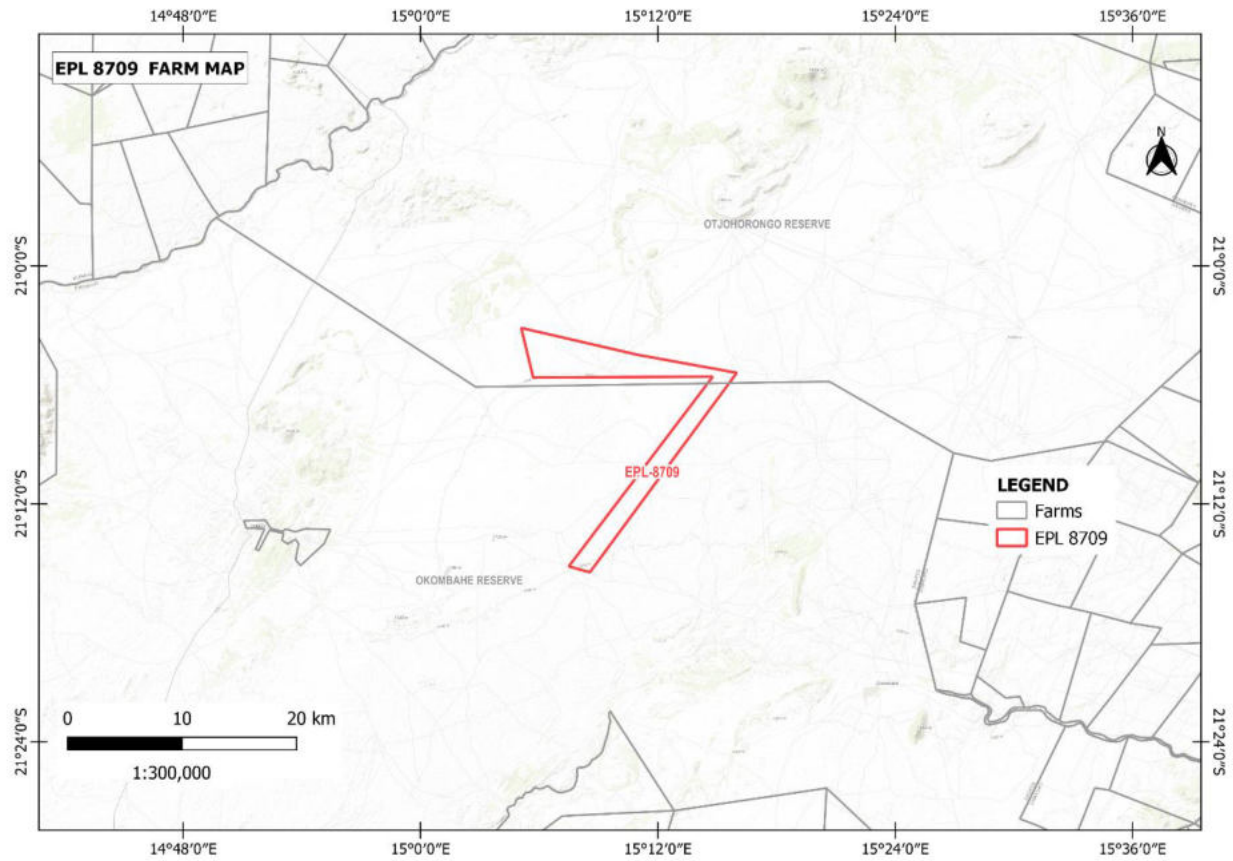 14°48'0"E 15°0'0"E 15°12'0"E 15°24'0"E 15°36'0"E
EPL 8709 FARM MAP
N
OTJOHORONGO RESERVE
21°0'0"S 21°0'0"S
EPL-8709
LEGEND
Farms
EPL 8709
21°12'0"S 21°12'0"S
OKOMBAHE RESERVE
0 10 20 km
1:300,000
21°24'0"S 21°24'0"S
14°48'0"E 15°0'0"E 15°12'0"E 15°24'0"E 15°36'0"E